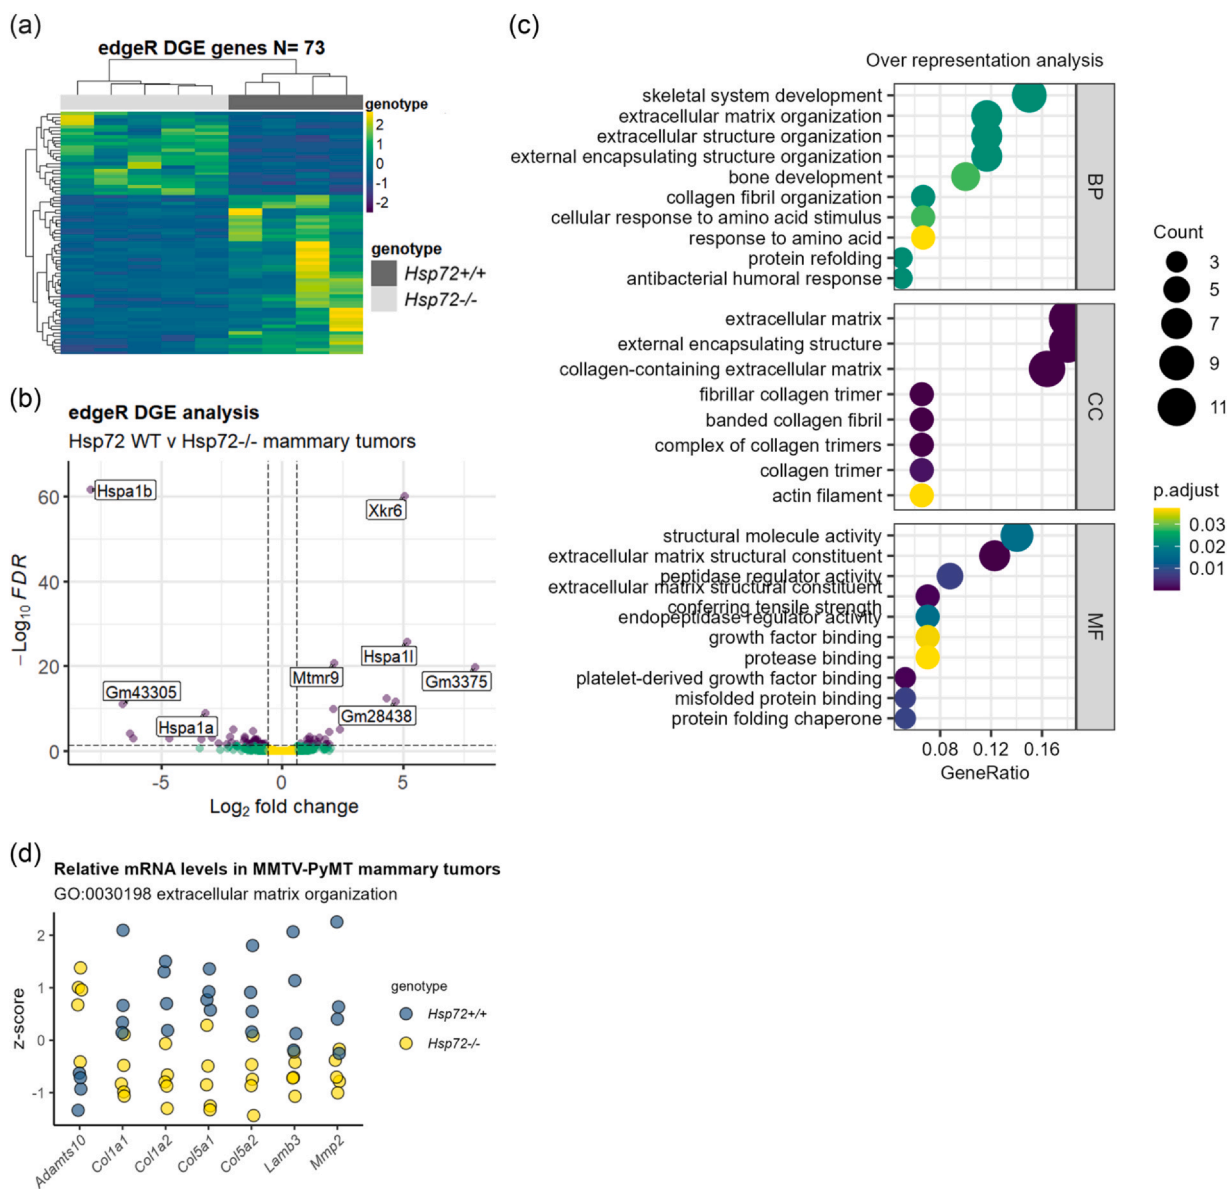 (a)
edgeR DGE genes N= 73
genotype
2
1
0
-1
-2
genotype
Hsp72+/+
Hsp72-/-
(b)
edgeR DGE analysis
Hsp72 WT v Hsp72-/- mammary tumors
60
40
20
0
-Log10 FDR
Hspa1b
Xkr6
Hspa1l
Mtmr9
Gm3375
Gm43305
Gm28438
Hspa1a
-5
0
5
Log2 fold change
(c)
Over representation analysis
skeletal system development
extracellular matrix organization
extracellular structure organization
external encapsulating structure organization
bone development
collagen fibril organization
cellular response to amino acid stimulus
response to amino acid
protein refolding
antibacterial humoral response
BP
extracellular matrix
external encapsulating structure
collagen-containing extracellular matrix
fibrillar collagen trimer
banded collagen fibril
complex of collagen trimers
collagen trimer
actin filament
CC
structural molecule activity
extracellular matrix structural constituent
peptidase regulator activity
extracellular matrix structural constituent
conferring tensile strength
endopeptidase regulator activity
growth factor binding
protease binding
platelet-derived growth factor binding
misfolded protein binding
protein folding chaperone
MF
0.08
0.12
0.16
GeneRatio
Count
3
5
7
9
11
p.adjust
0.03
0.02
0.01
(d)
Relative mRNA levels in MMTV-PyMT mammary tumors
GO:0030198 extracellular matrix organization
2
1
0
-1
z-score
Adamts10
Col1a1
Col1a2
Col5a1
Col5a2
Lamb3
Mmp2
genotype
Hsp72+/+
Hsp72-/-